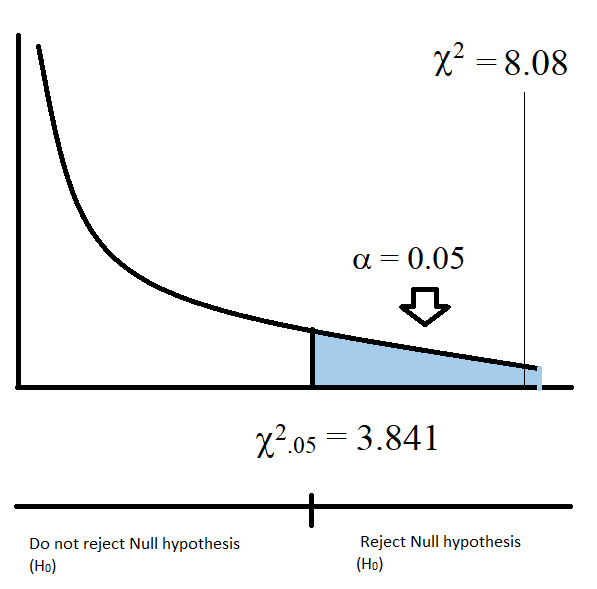 χ² = 8.08
α = 0.05
χ².05 = 3.841
Do not reject Null hypothesis
(H₀)
Reject Null hypothesis
(H₀)